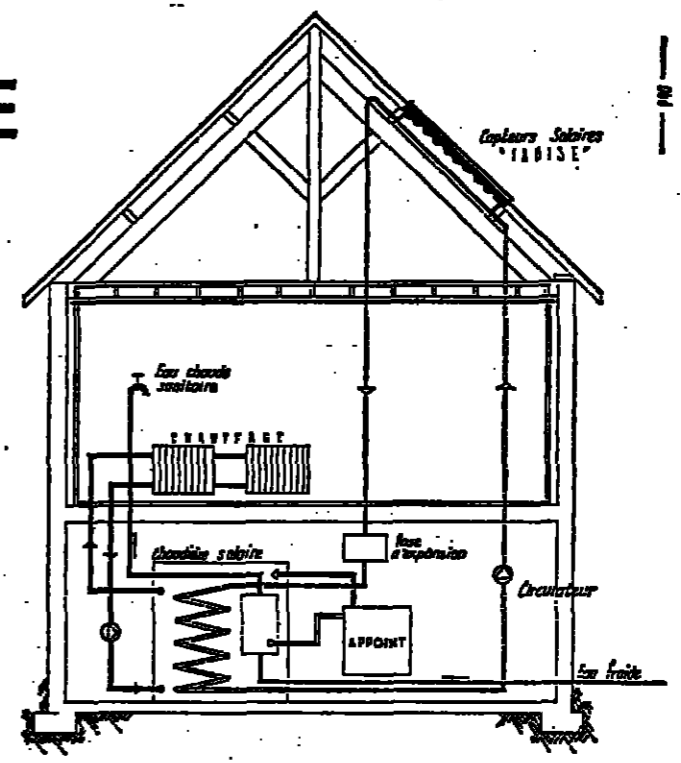 Capteurs Solaires
Eau chaude
sanitaire
CHAUFFAGE
Chaudière solaire
Vase
d'expansion
Circulateur
APPOINT
Eau froide